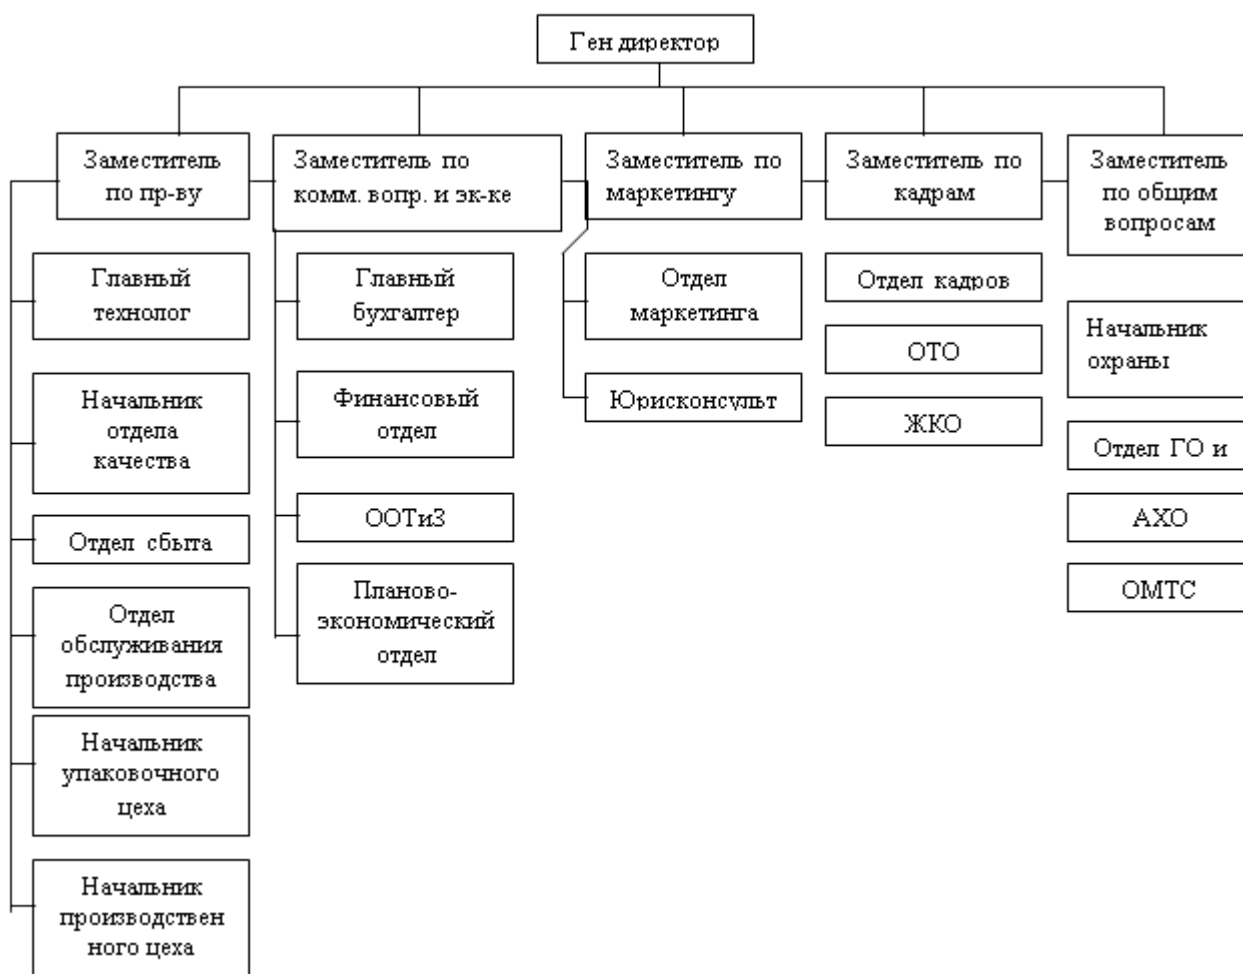 Ген директор
Заместитель
по пр-ву
Заместитель по
комм. вопр. и эк-ке
Заместитель по
маркетингу
Заместитель по
кадрам
Заместитель
по общим
вопросам
Главный
технолог
Начальник
отдела
качества
Отдел сбыта
Отдел
обслуживания
производства
Начальник
упаковочного
цеха
Начальник
производствен
ного цеха
Главный
бухгалтер
Финансовый
отдел
ООТиЗ
Планово-
экономический
отдел
Отдел
маркетинга
Юрисконсульт
Отдел кадров
ОТО
ЖКО
Начальник
охраны
Отдел ГО и
АХО
ОМТС